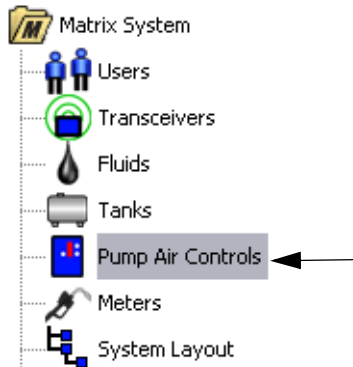 Matrix System
Users
Transceivers
Fluids
Tanks
Pump Air Controls
Meters
System Layout